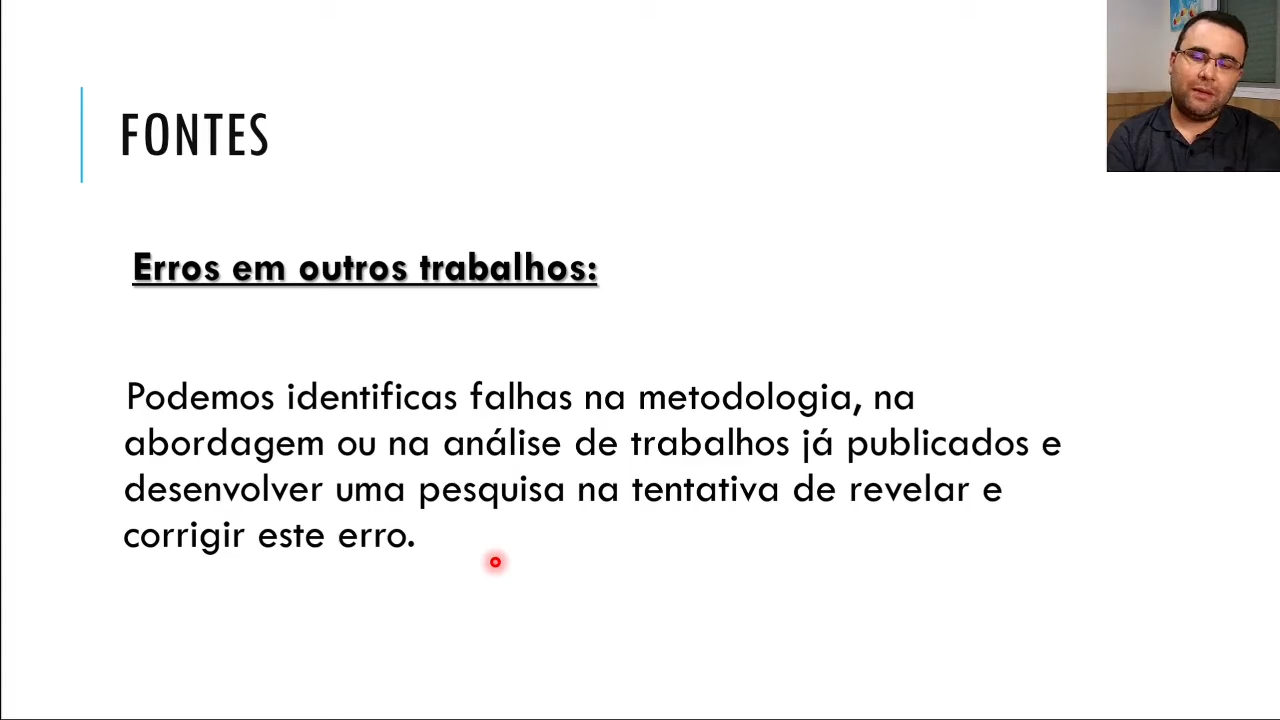 FONTES
Erros em outros trabalhos:
Podemos identificas falhas na metodologia, na
abordagem ou na análise de trabalhos já publicados e
desenvolver uma pesquisa na tentativa de revelar e
corrigir este erro.